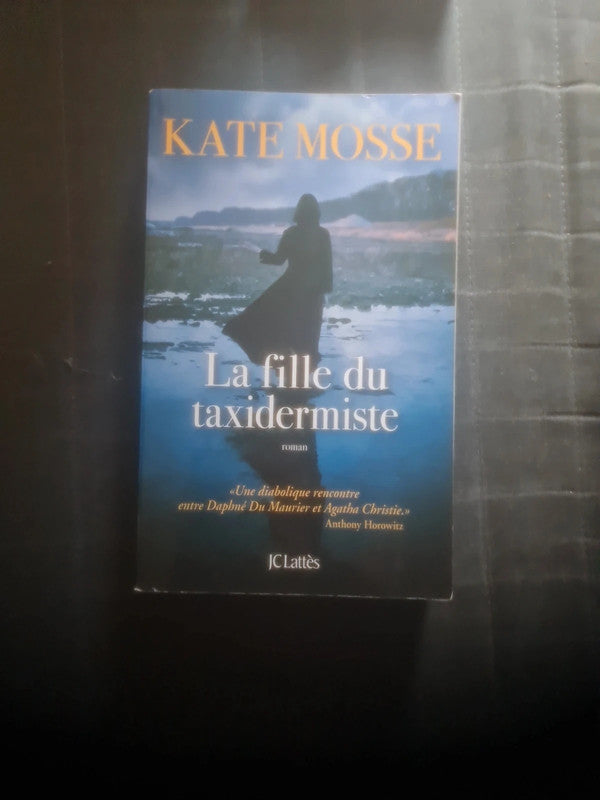 KATE MOSSE
La fille du
taxidermiste
roman
«Une diabolique rencontre
entre Daphné Du Maurier et Agatha Christie.»
Anthony Horowitz
JC Lattès